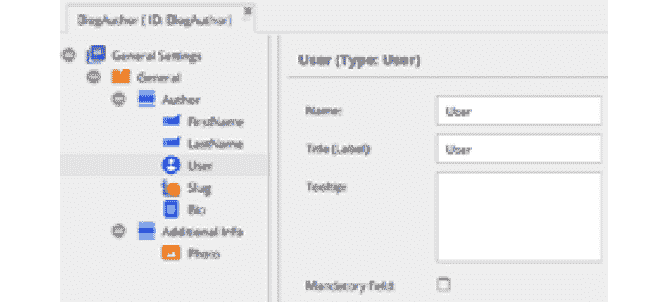 BlogAuthor [ ID: BlogAuthor]
General Settings
General
Author
FirstName
LastName
User
Slug
Bio
Additional Info
Photo
User (Type: User)
Name: User
Title (Label): User
Tooltip:
Mandatory field: